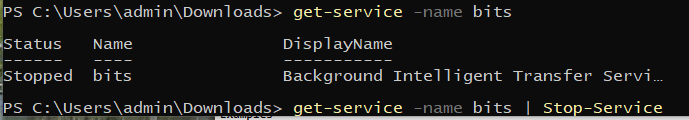 PS C:\Users\admin\Downloads> get-service -name bits
Status Name DisplayName
------ ---- -----------
Stopped bits Background Intelligent Transfer Servi…
PS C:\Users\admin\Downloads> get-service -name bits | Stop-Service
Examples